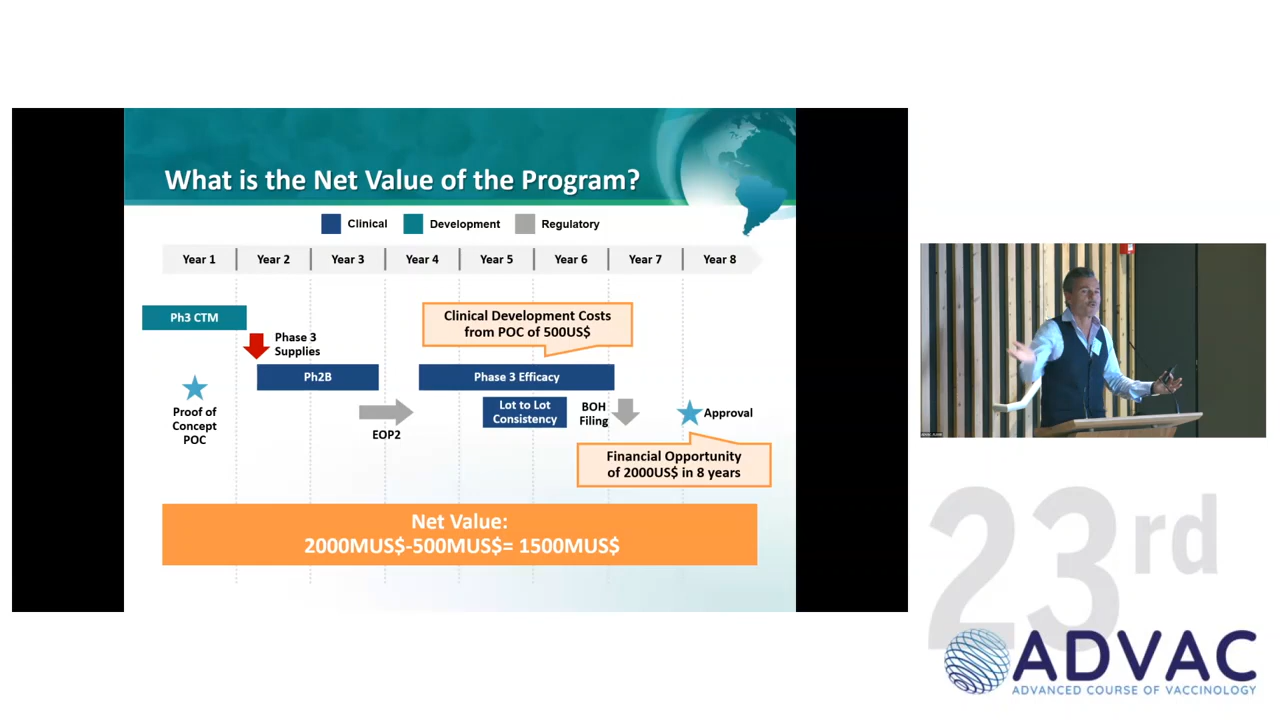 What is the Net Value of the Program?
Clinical
Development
Regulatory
Year 1
Year 2
Year 3
Year 4
Year 5
Year 6
Year 7
Year 8
Ph3 CTM
Phase 3
Supplies
Clinical Development Costs
from POC of 500US$
Ph2B
Phase 3 Efficacy
Proof of
Concept
POC
EOP2
Lot to Lot
Consistency
BOH
Filing
Approval
Financial Opportunity
of 2000US$ in 8 years
Net Value:
2000MUS$-500MUS$= 1500MUS$
23rd
ADVAC
ADVANCED COURSE OF VACCINOLOGY